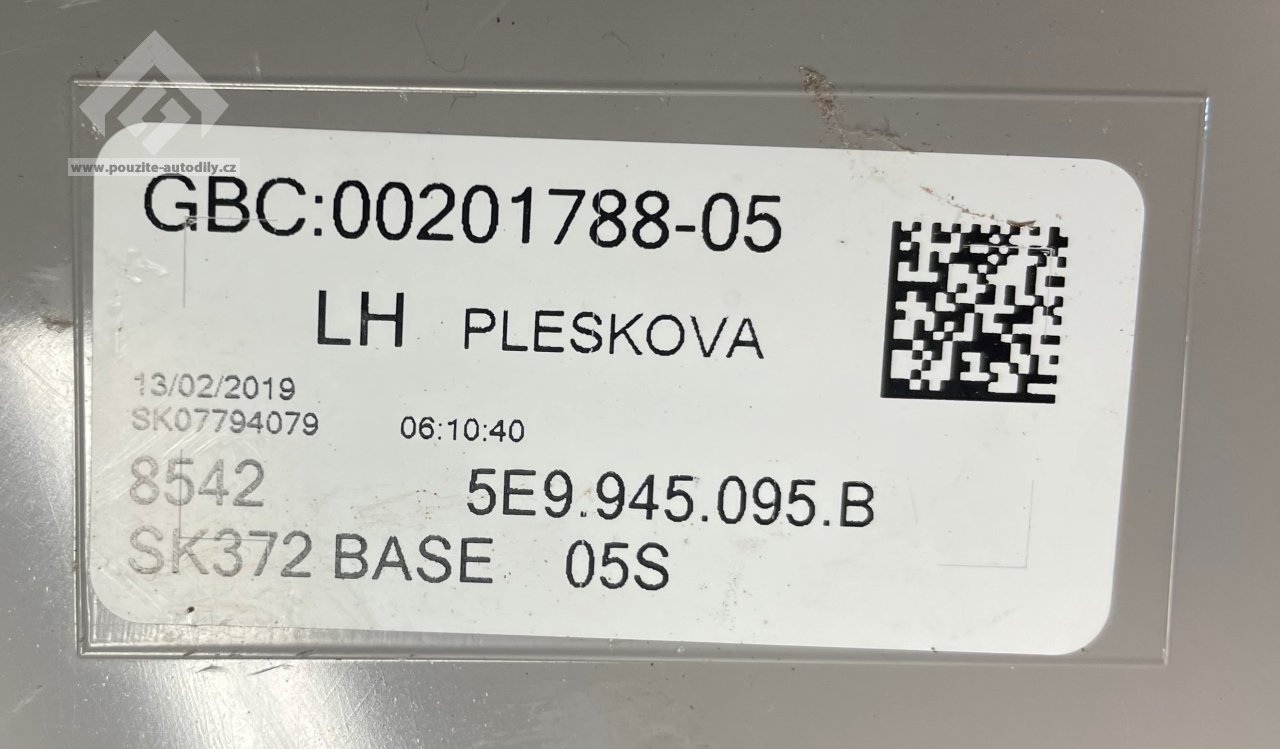 www.pouzite-autodily.cz
GBC:00201788-05
LH PLESKOVA
13/02/2019
SK07794079 06:10:40
8542 5E9.945.095.B
SK372 BASE 05S